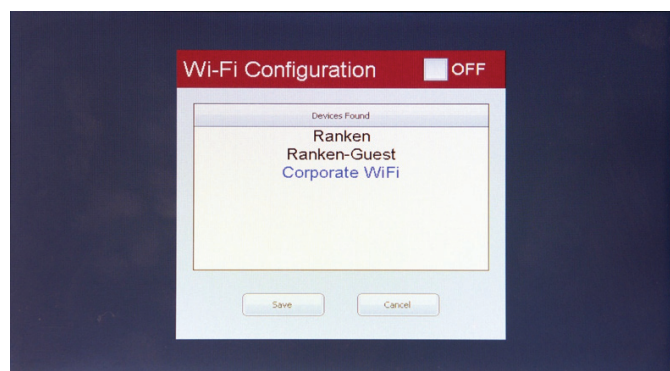 Wi-Fi Configuration OFF
Devices Found
Ranken
Ranken-Guest
Corporate WiFi
Save Cancel